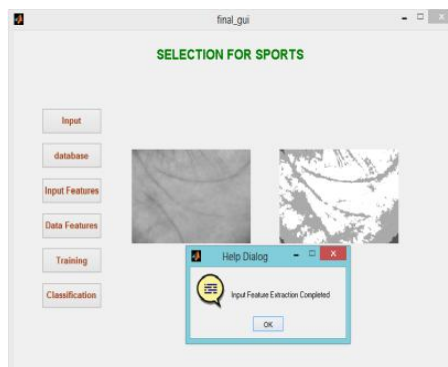 final_gui
SELECTION FOR SPORTS
Input
database
Input Features
Data Features
Training
Classification
Help Dialog
Input Feature Extraction Completed
OK